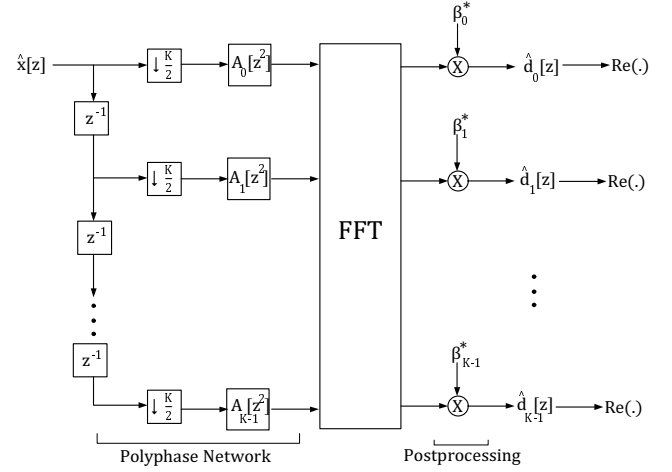 x̂[z] ↓ K/2 A₀[z²] β₀* X d̂₀[z] Re(.)
z⁻¹
↓ K/2 A₁[z²] β₁* X d̂₁[z] Re(.)
z⁻¹
FFT
z⁻¹
↓ K/2 A_{K-1}[z²] β*_{K-1} X d̂_{K-1}[z] Re(.)
Polyphase Network
Postprocessing